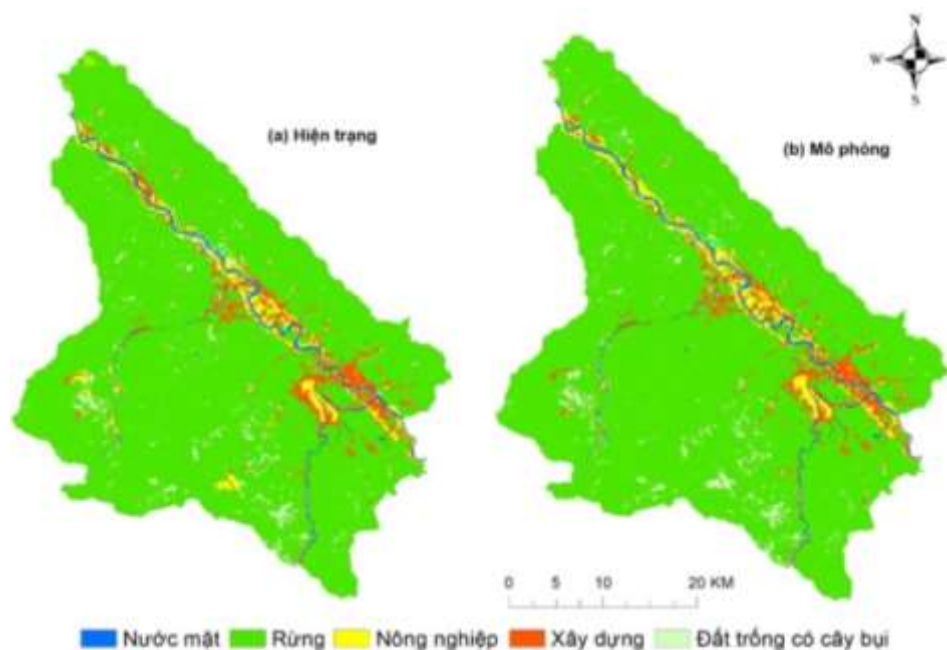 N
W
S
(a) Hiện trạng
(b) Mô phỏng
0 5 10 20 KM
Nước mặt Rừng Nông nghiệp Xây dựng Đất trống có cây bụi